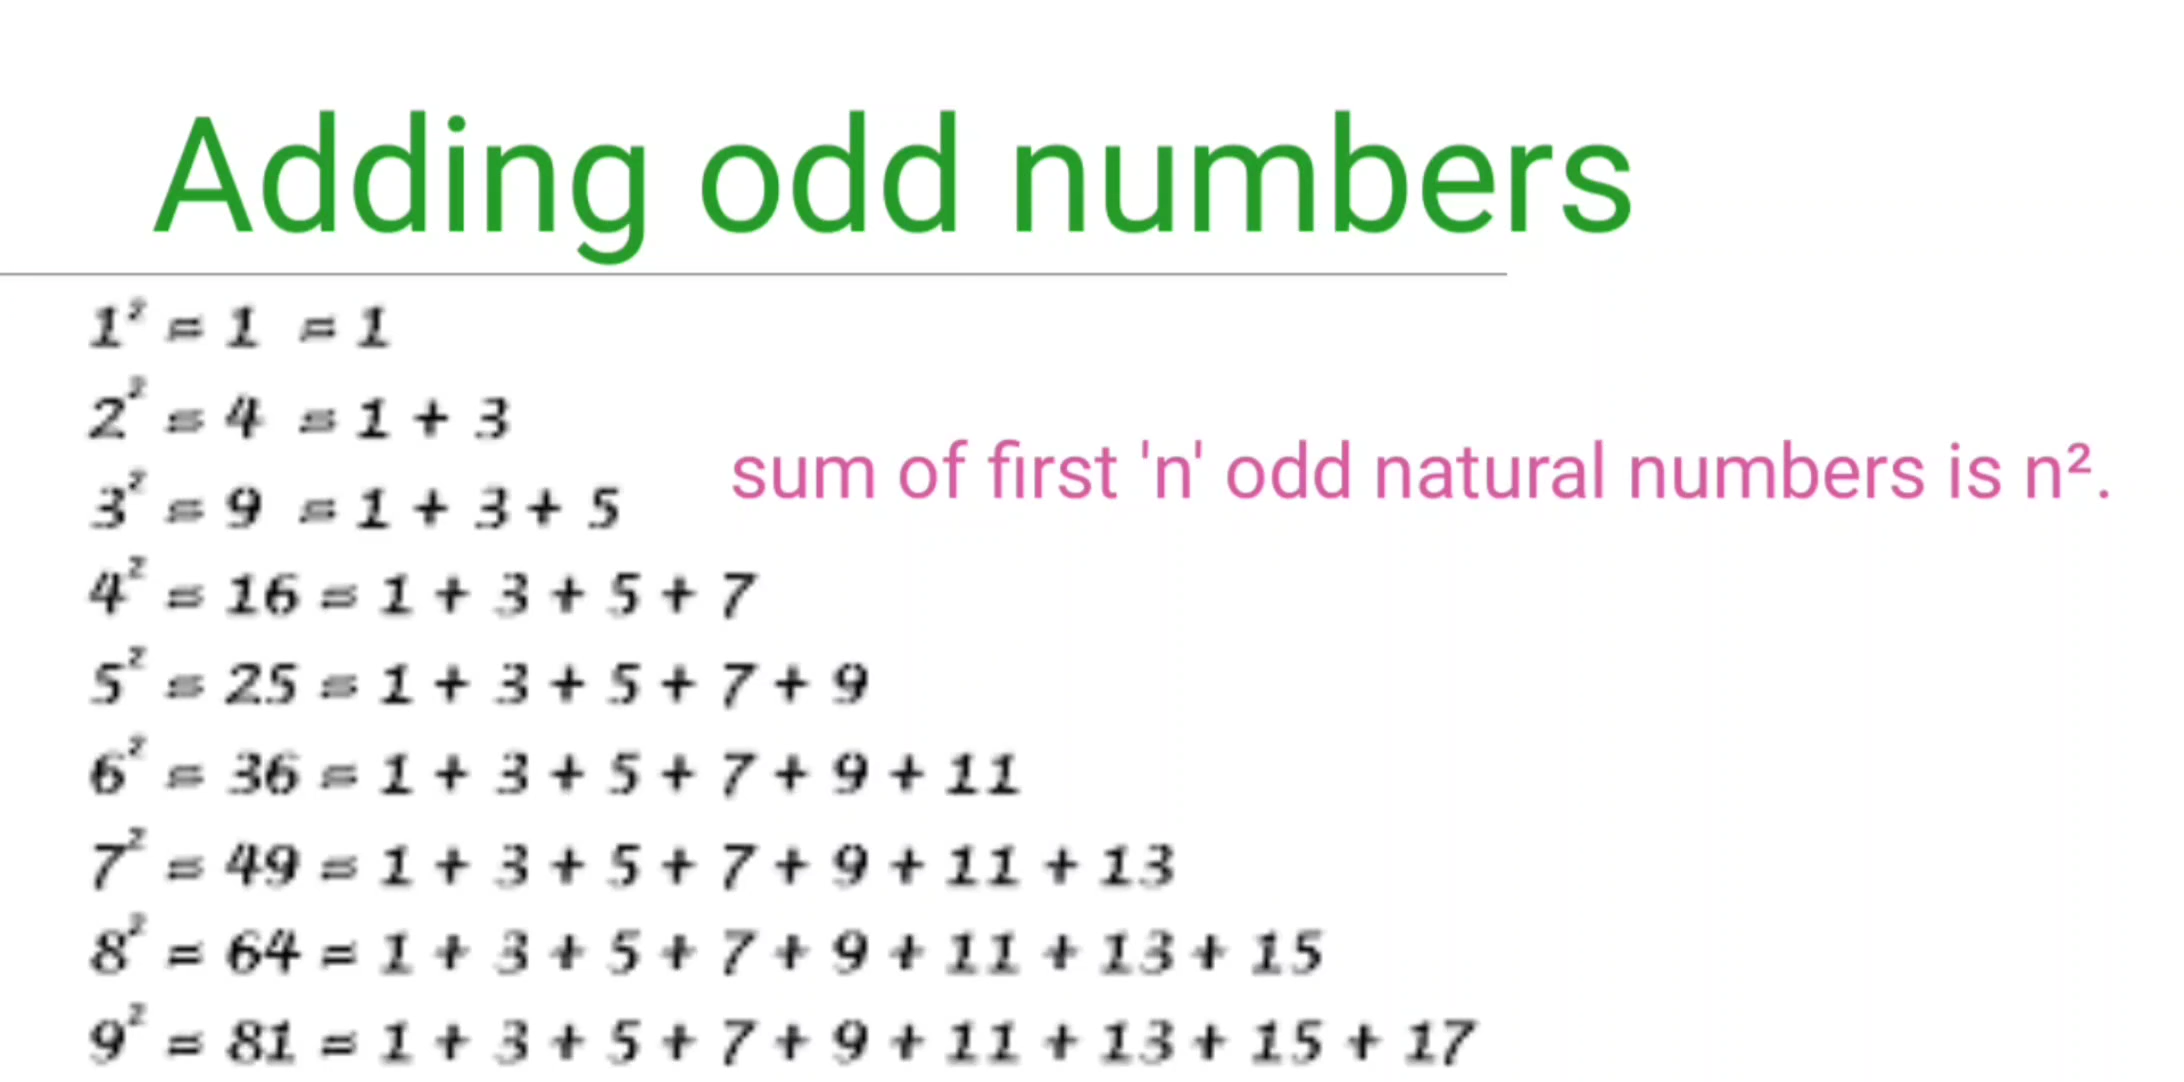 Adding odd numbers
1² = 1 = 1
2² = 4 = 1 + 3
sum of first 'n' odd natural numbers is n².
3² = 9 = 1 + 3 + 5
4² = 16 = 1 + 3 + 5 + 7
5² = 25 = 1 + 3 + 5 + 7 + 9
6² = 36 = 1 + 3 + 5 + 7 + 9 + 11
7² = 49 = 1 + 3 + 5 + 7 + 9 + 11 + 13
8² = 64 = 1 + 3 + 5 + 7 + 9 + 11 + 13 + 15
9² = 81 = 1 + 3 + 5 + 7 + 9 + 11 + 13 + 15 + 17